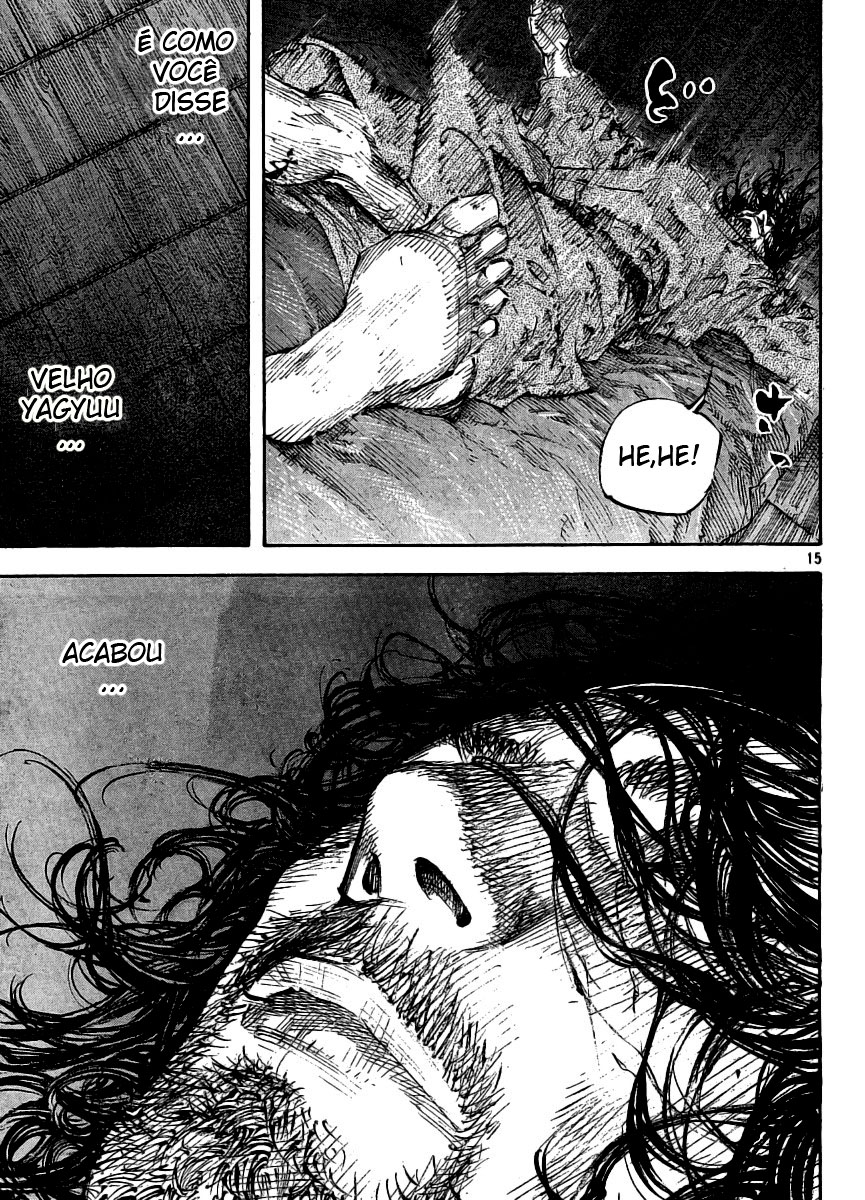 HE,HE!
É COMO
VOCÊ
DISSE
...
VELHO
YAGYUU
...
15
ACABOU
...